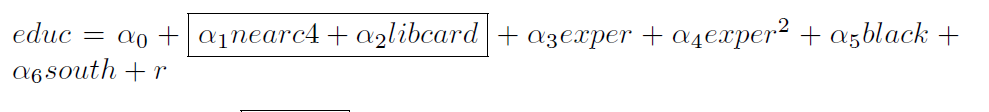 educ = α₀ + α₁nearc4 + α₂libcard + α₃exper + α₄exper² + α₅black +
α₆south + r